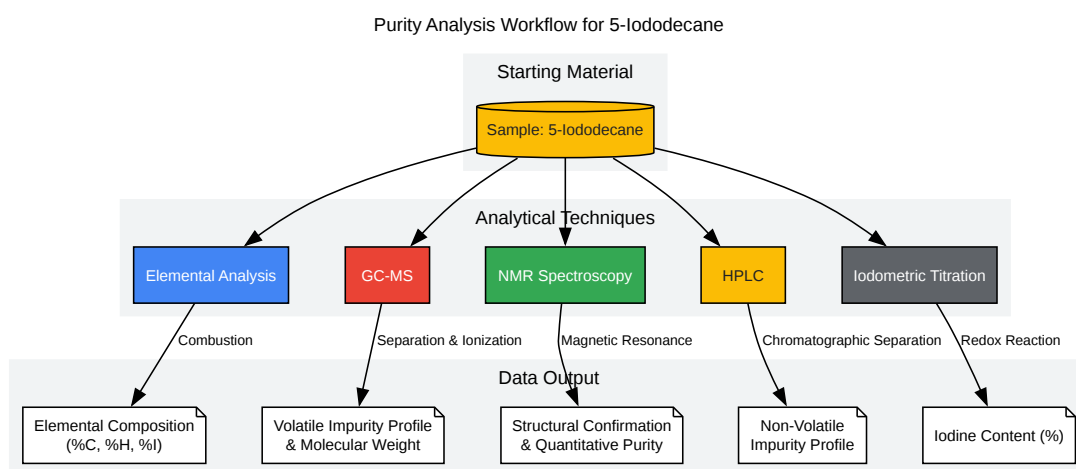 Purity Analysis Workflow for 5-Iododecane
Starting Material
Sample: 5-Iododecane
Analytical Techniques
Elemental Analysis
GC-MS
NMR Spectroscopy
HPLC
Iodometric Titration
Combustion
Separation & Ionization
Magnetic Resonance
Chromatographic Separation
Redox Reaction
Data Output
Elemental Composition
(%C, %H, %I)
Volatile Impurity Profile
& Molecular Weight
Structural Confirmation
& Quantitative Purity
Non-Volatile
Impurity Profile
Iodine Content (%)